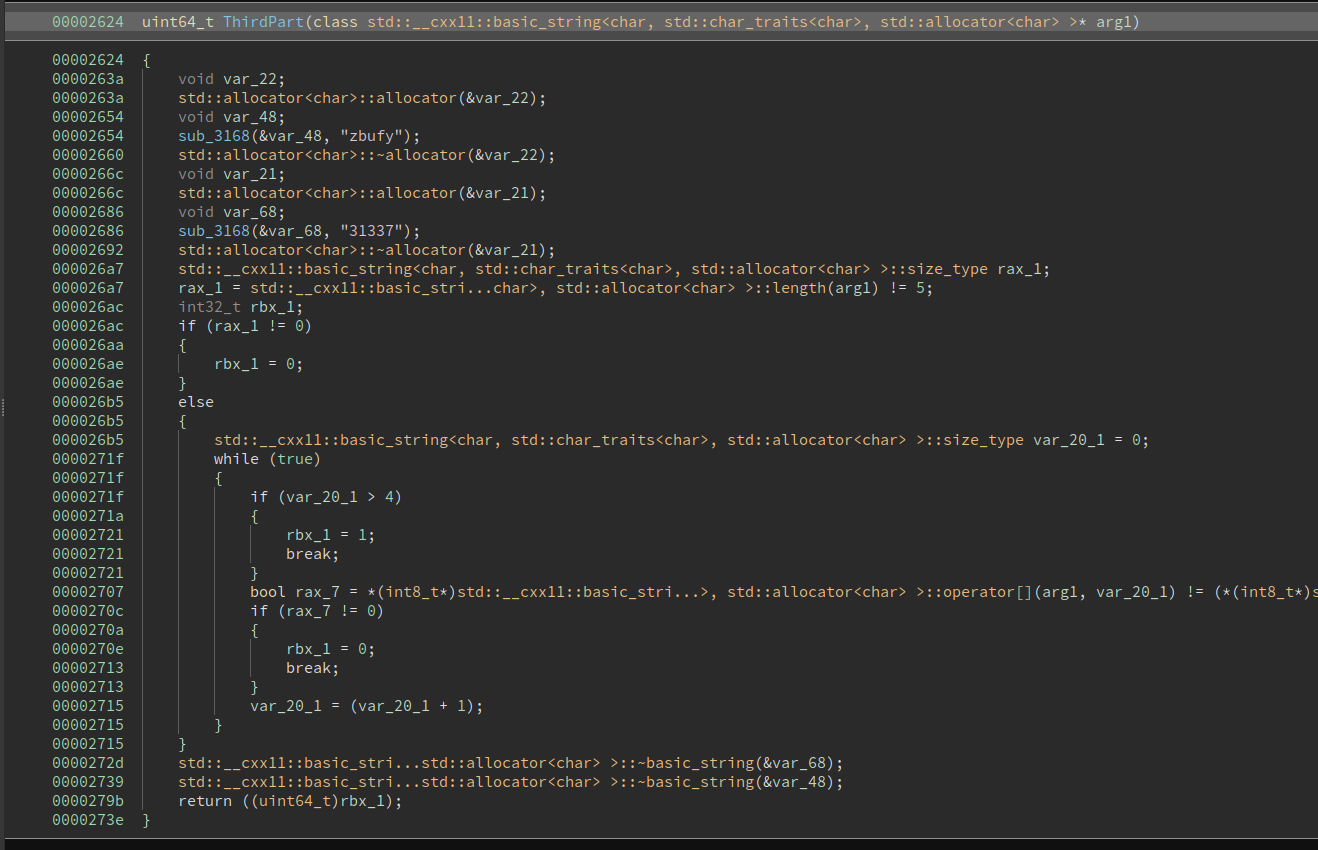 00002624 uint64_t ThirdPart(class std::__cxx11::basic_string<char, std::char_traits<char>, std::allocator<char> >* arg1)
00002624 {
0000263a void var_22;
0000263a std::allocator<char>::allocator(&var_22);
00002654 void var_48;
00002654 sub_3168(&var_48, "zbufy");
00002660 std::allocator<char>::~allocator(&var_22);
0000266c void var_21;
0000266c std::allocator<char>::allocator(&var_21);
00002686 void var_68;
00002686 sub_3168(&var_68, "31337");
00002692 std::allocator<char>::~allocator(&var_21);
000026a7 std::__cxx11::basic_string<char, std::char_traits<char>, std::allocator<char> >::size_type rax_1;
000026a7 rax_1 = std::__cxx11::basic_stri...char>, std::allocator<char> >::length(arg1) != 5;
000026ac int32_t rbx_1;
000026ac if (rax_1 != 0)
000026aa {
000026ae rbx_1 = 0;
000026ae }
000026b5 else
000026b5 {
000026b5 std::__cxx11::basic_string<char, std::char_traits<char>, std::allocator<char> >::size_type var_20_1 = 0;
0000271f while (true)
0000271f {
0000271f if (var_20_1 > 4)
0000271a {
00002721 rbx_1 = 1;
00002721 break;
00002721 }
00002707 bool rax_7 = *(int8_t*)std::__cxx11::basic_stri...>, std::allocator<char> >::operator[](arg1, var_20_1) != (*(int8_t*)s
0000270c if (rax_7 != 0)
0000270a {
0000270e rbx_1 = 0;
00002713 break;
00002713 }
00002715 var_20_1 = (var_20_1 + 1);
00002715 }
00002715 }
0000272d std::__cxx11::basic_stri...std::allocator<char> >::~basic_string(&var_68);
00002739 std::__cxx11::basic_stri...std::allocator<char> >::~basic_string(&var_48);
0000279b return ((uint64_t)rbx_1);
0000273e }